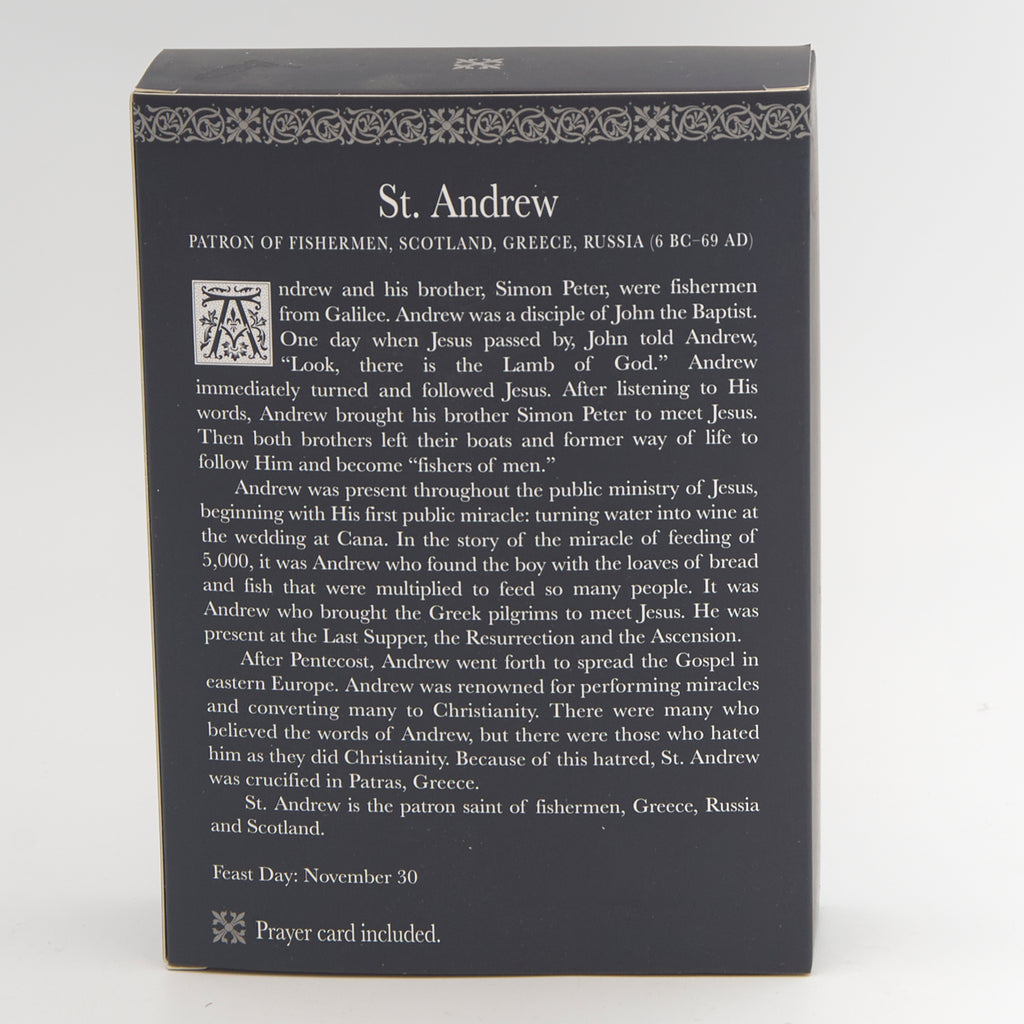 St. Andrew
PATRON OF FISHERMEN, SCOTLAND, GREECE, RUSSIA (6 BC–69 AD)
Andrew and his brother, Simon Peter, were fishermen
from Galilee. Andrew was a disciple of John the Baptist.
One day when Jesus passed by, John told Andrew,
“Look, there is the Lamb of God.” Andrew
immediately turned and followed Jesus. After listening to His
words, Andrew brought his brother Simon Peter to meet Jesus.
Then both brothers left their boats and former way of life to
follow Him and become “fishers of men.”
Andrew was present throughout the public ministry of Jesus,
beginning with His first public miracle: turning water into wine at
the wedding at Cana. In the story of the miracle of feeding of
5,000, it was Andrew who found the boy with the loaves of bread
and fish that were multiplied to feed so many people. It was
Andrew who brought the Greek pilgrims to meet Jesus. He was
present at the Last Supper, the Resurrection and the Ascension.
After Pentecost, Andrew went forth to spread the Gospel in
eastern Europe. Andrew was renowned for performing miracles
and converting many to Christianity. There were many who
believed the words of Andrew, but there were those who hated
him as they did Christianity. Because of this hatred, St. Andrew
was crucified in Patras, Greece.
St. Andrew is the patron saint of fishermen, Greece, Russia
and Scotland.
Feast Day: November 30
Prayer card included.